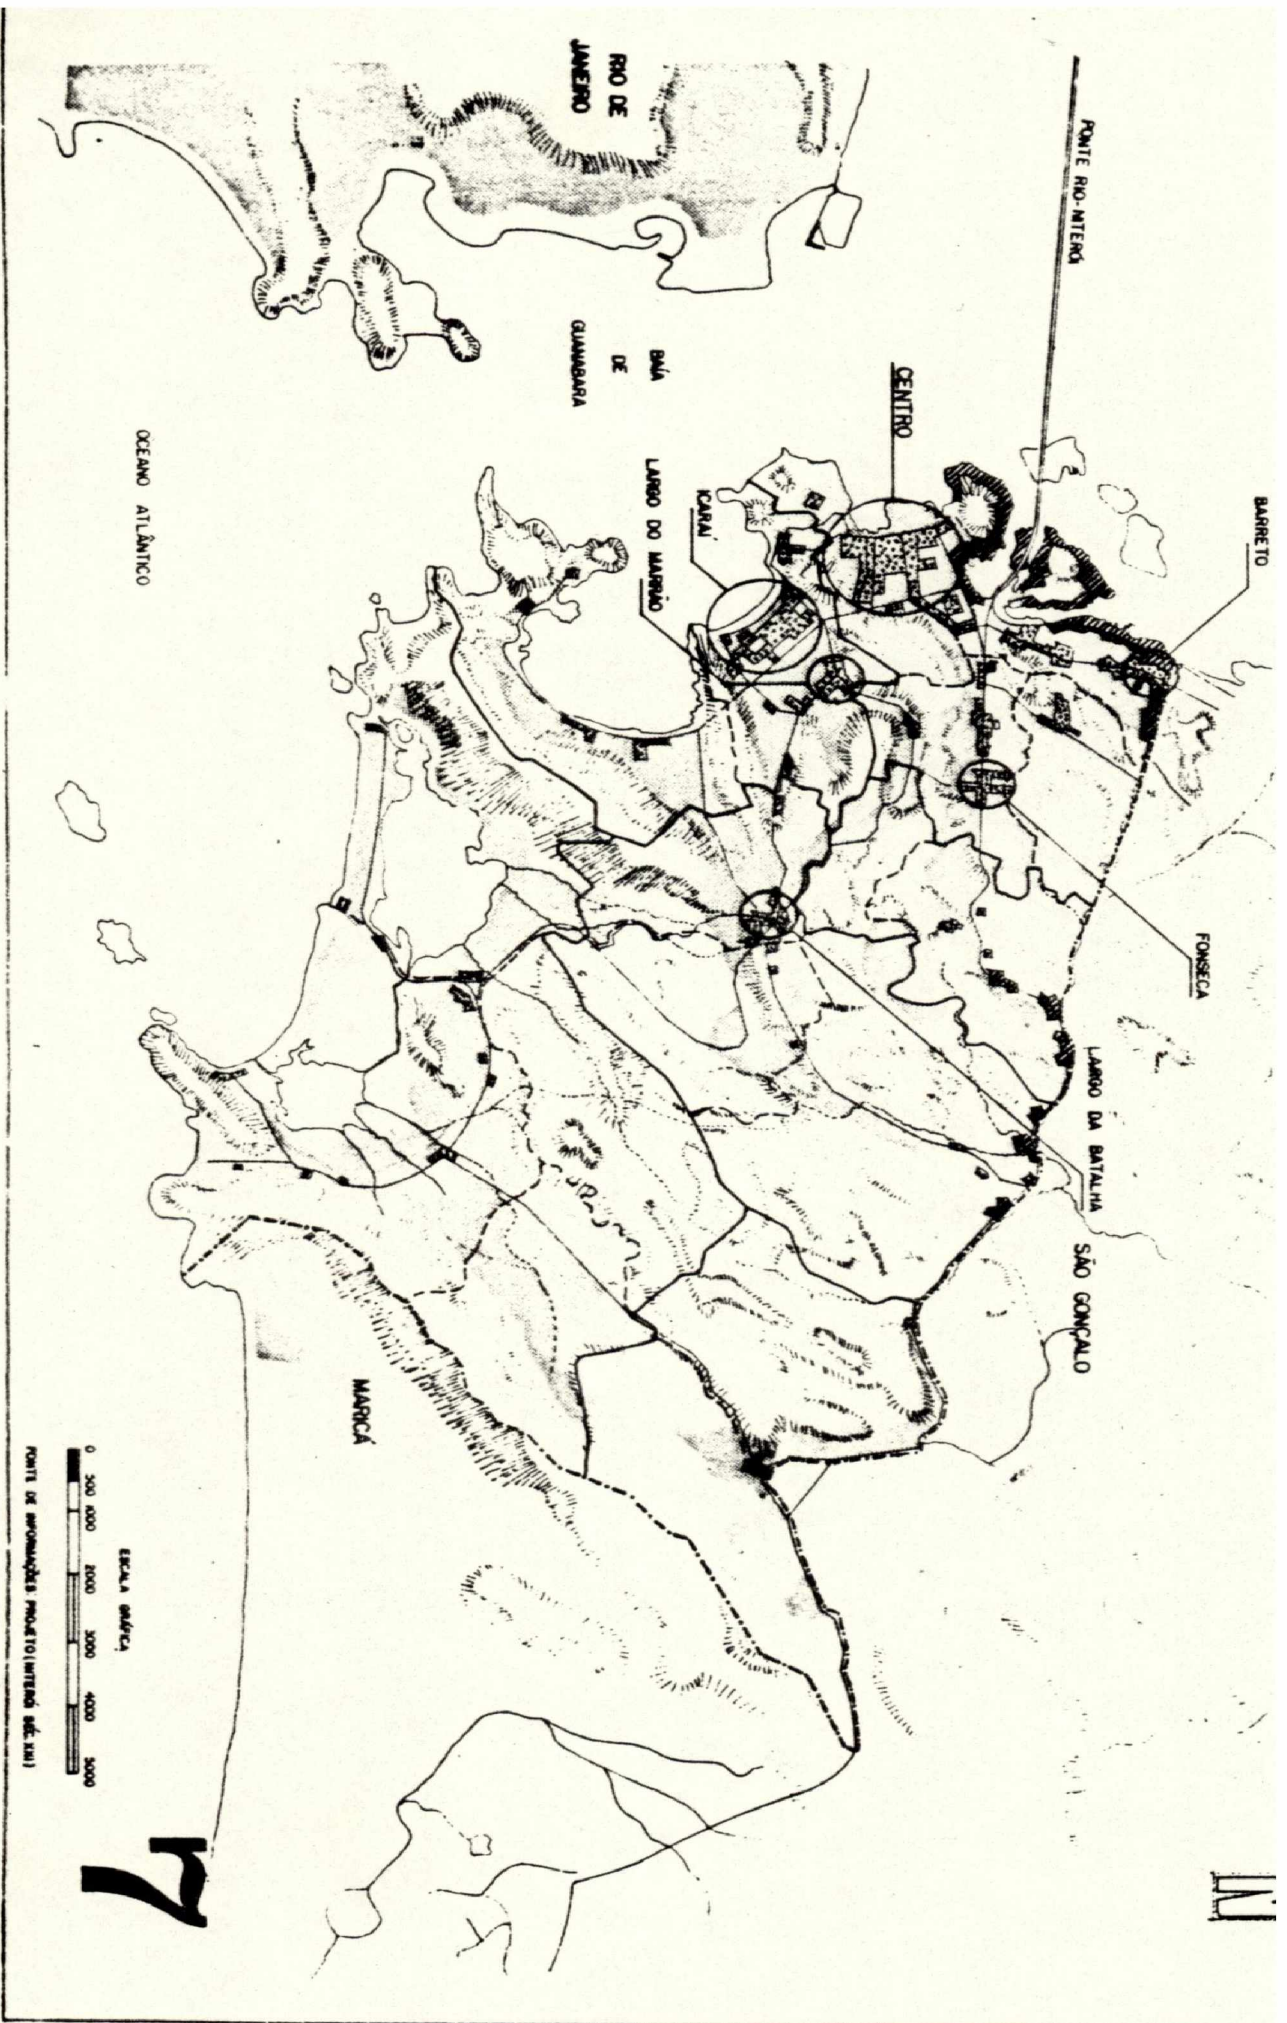 RIO DE
JANEIRO
PONTE RIO-NITERÓI
BAÍA
DE
GUANABARA
CENTRO
BARRETO
ICARAÍ
LARGO DO MARRÃO
OCEANO ATLÂNTICO
FONSECA
LARGO DA BATALHA
SÃO GONÇALO
MARICÁ
ESCALA GRÁFICA
0 500 1000 2000 3000 4000 5000
FONTE DE INFORMAÇÕES: PROJETO (NITERÓI SÉC. XXI)
7
N